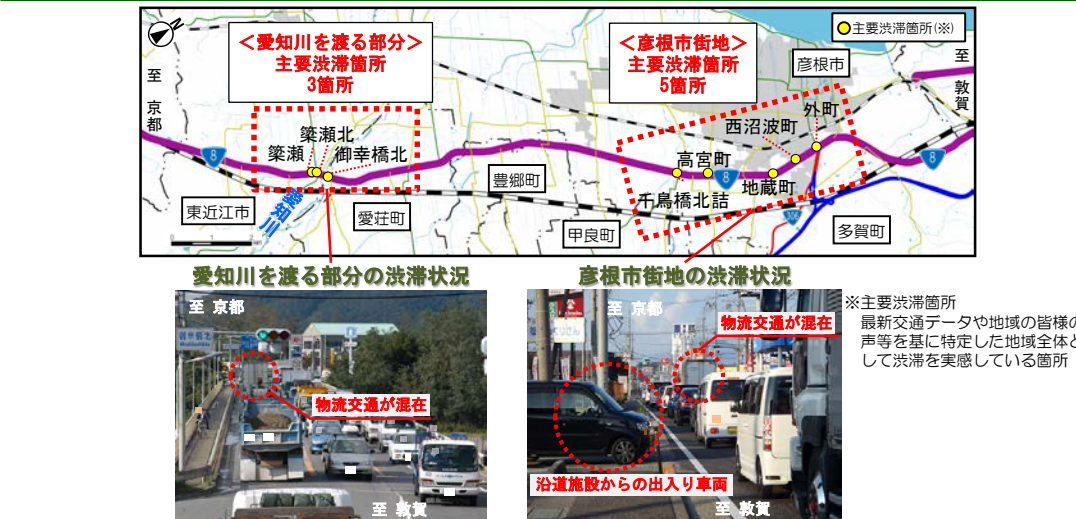 <愛知川を渡る部分>
主要渋滞箇所
3箇所
<彦根市街地>
主要渋滞箇所
5箇所
主要渋滞箇所(※)
至 京都
至 敦賀
彦根市
外町
西沼波町
地蔵町
高宮町
千鳥橋北詰
簗瀬北
簗瀬
御幸橋北
8
8
8
306
東近江市
愛知川
愛荘町
豊郷町
甲良町
多賀町
愛知川を渡る部分の渋滞状況
彦根市街地の渋滞状況
至 京都
物流交通が混在
至 敦賀
至 京都
物流交通が混在
沿道施設からの出入り車両
至 敦賀
※主要渋滞箇所
最新交通データや地域の皆様の
声等を基に特定した地域全体と
して渋滞を実感している箇所